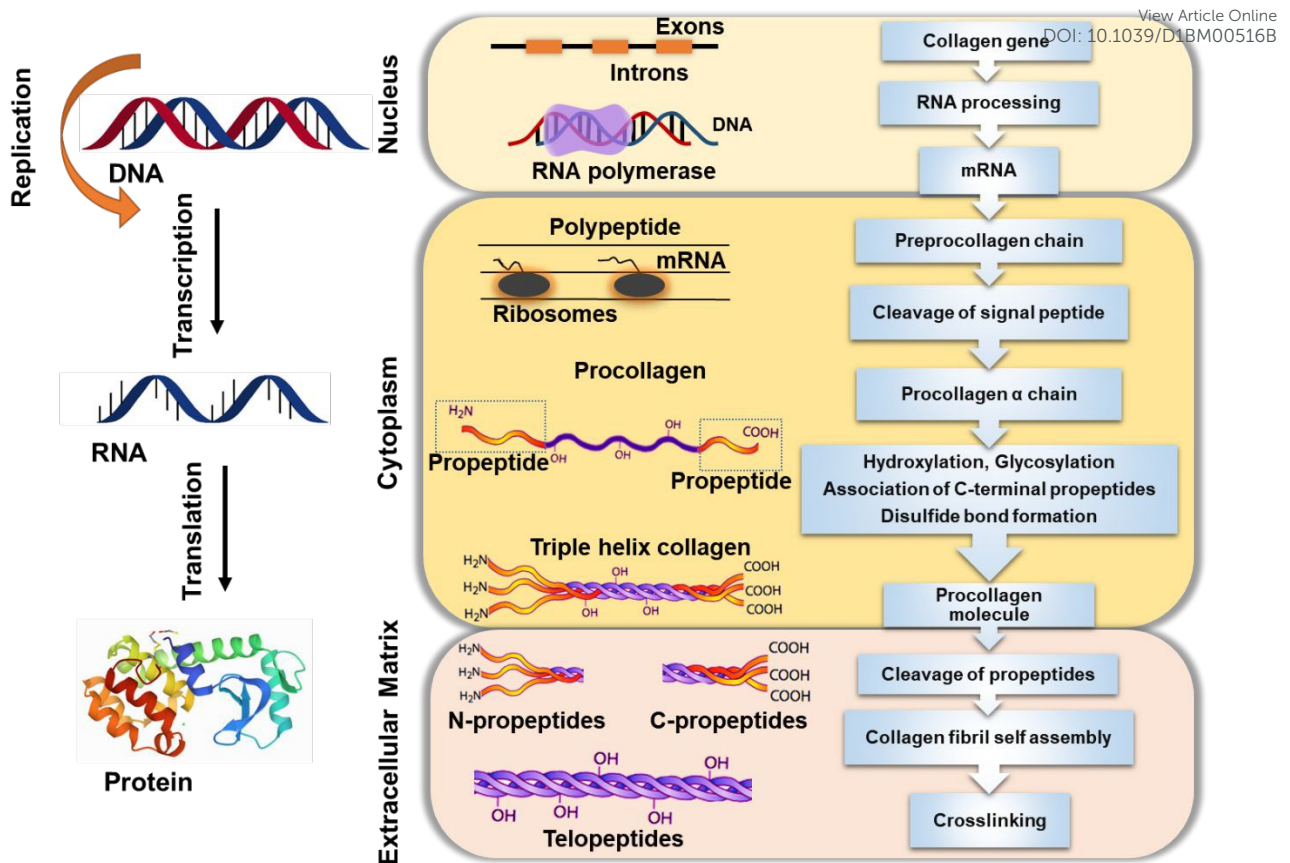 View Article Online
DOI: 10.1039/D1BM00516B
Replication
DNA
Transcription
RNA
Translation
Protein
Nucleus
Exons
Introns
DNA
RNA polymerase
Collagen gene
RNA processing
mRNA
Cytoplasm
Polypeptide
mRNA
Ribosomes
Procollagen
H₂N
OH
COOH
OH
OH
Propeptide
Propeptide
Triple helix collagen
H₂N
H₂N
H₂N
OH
OH
OH
COOH
COOH
COOH
Preprocollagen chain
Cleavage of signal peptide
Procollagen α chain
Hydroxylation, Glycosylation
Association of C-terminal propeptides
Disulfide bond formation
Procollagen
molecule
Extracellular Matrix
H₂N
H₂N
H₂N
N-propeptides
COOH
COOH
COOH
C-propeptides
OH
OH
OH
OH
OH
Telopeptides
Cleavage of propeptides
Collagen fibril self assembly
Crosslinking